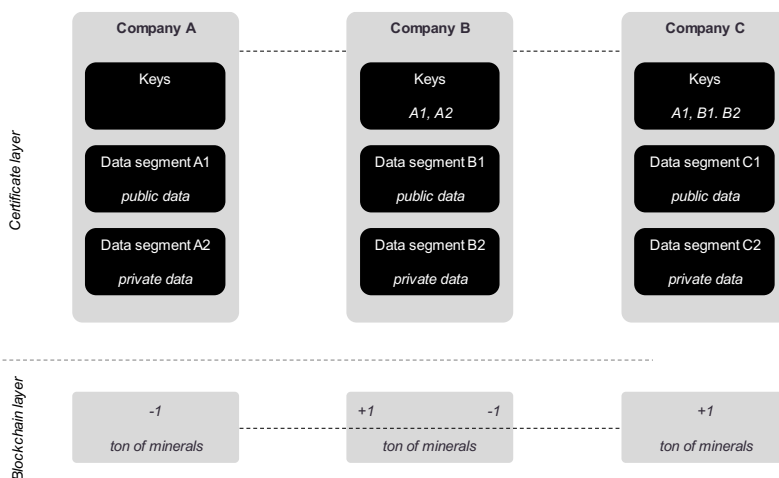 Certificate layer
Company A
Keys
Data segment A1
public data
Data segment A2
private data
Company B
Keys
A1, A2
Data segment B1
public data
Data segment B2
private data
Company C
Keys
A1, B1. B2
Data segment C1
public data
Data segment C2
private data
Blockchain layer
-1
ton of minerals
+1 -1
ton of minerals
+1
ton of minerals